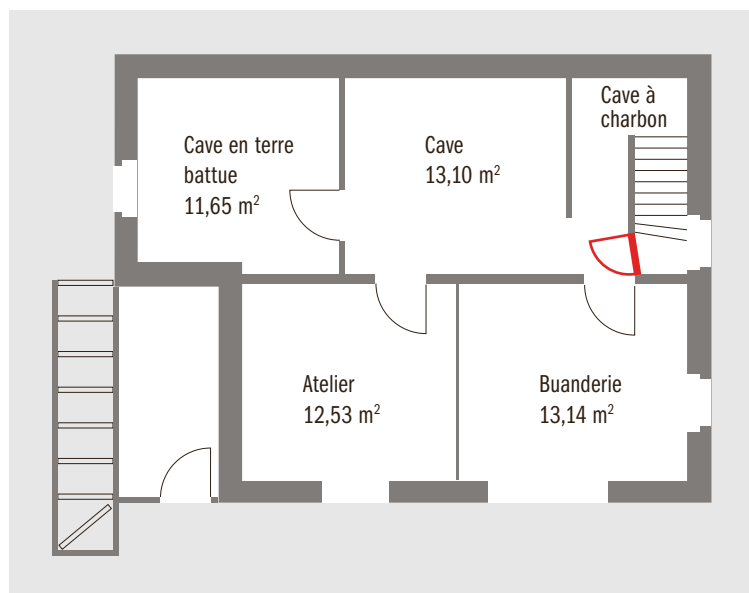 Cave en terre
battue
11,65 m²
Cave
13,10 m²
Cave à
charbon
Atelier
12,53 m²
Buanderie
13,14 m²